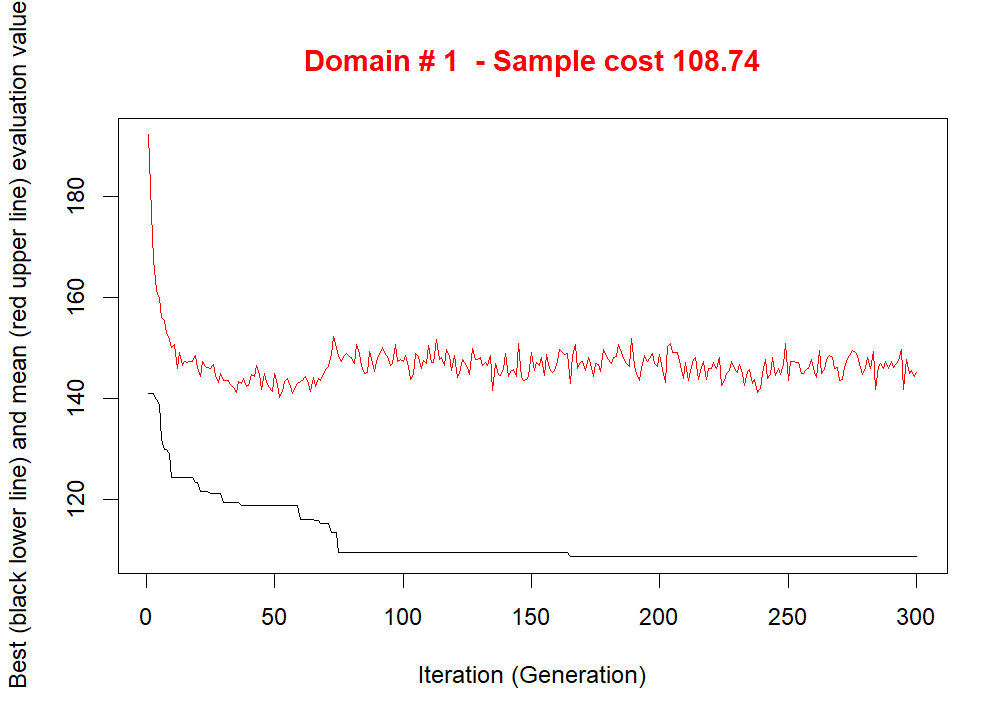 Domain # 1  - Sample cost 108.74
Best (black lower line) and mean (red upper line) evaluation value
180
160
140
120
0 50 100 150 200 250 300
Iteration (Generation)